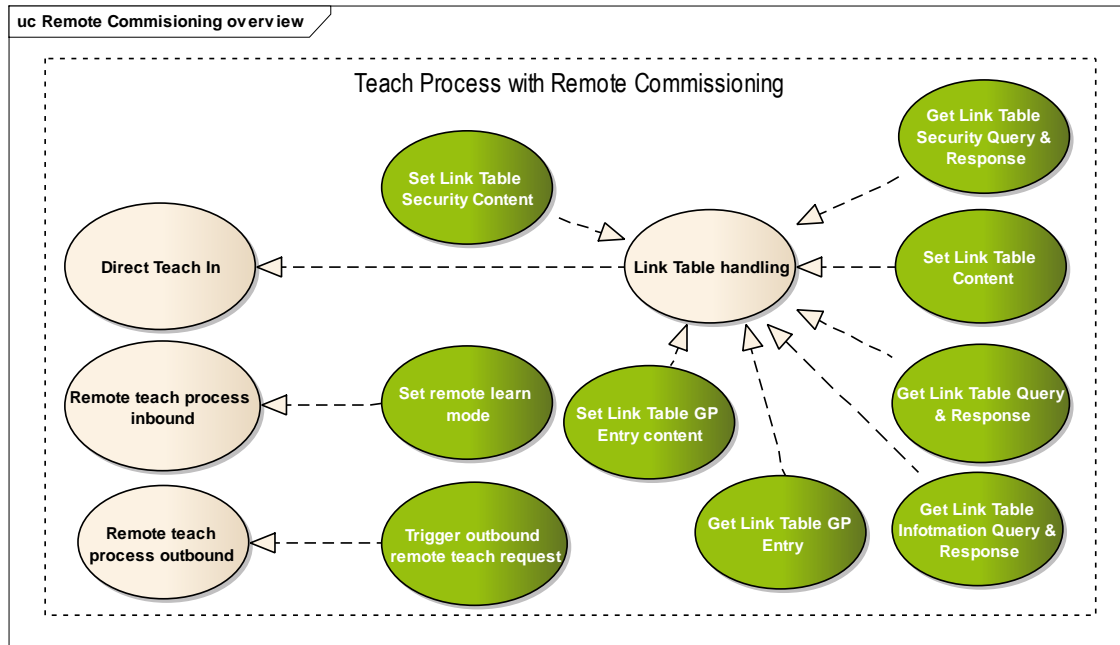 uc Remote Commisioning overview
Teach Process with Remote Commissioning
Get Link Table
Security Query &
Response
Set Link Table
Security Content
Direct Teach In
Link Table handling
Set Link Table
Content
Remote teach process
inbound
Set remote learn
mode
Set Link Table GP
Entry content
Get Link Table Query
& Response
Remote teach
process outbound
Trigger outbound
remote teach request
Get Link Table GP
Entry
Get Link Table
Infotmation Query &
Response